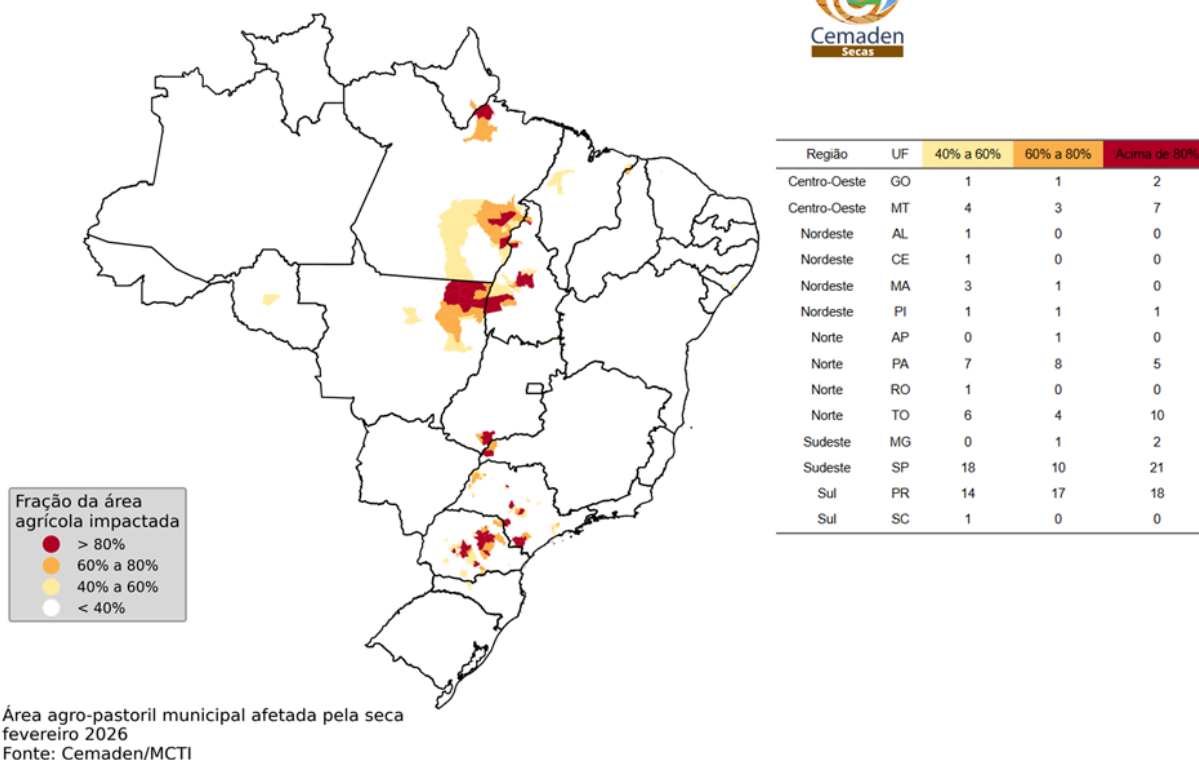 Cemaden
Secas
Região UF 40% a 60% 60% a 80% Acima de 80%
Centro-Oeste GO 1 1 2
Centro-Oeste MT 4 3 7
Nordeste AL 1 0 0
Nordeste CE 1 0 0
Nordeste MA 3 1 0
Nordeste PI 1 1 1
Norte AP 0 1 0
Norte PA 7 8 5
Norte RO 1 0 0
Norte TO 6 4 10
Sudeste MG 0 1 2
Sudeste SP 18 10 21
Sul PR 14 17 18
Sul SC 1 0 0
Fração da área
agrícola impactada
> 80%
60% a 80%
40% a 60%
< 40%
Área agro-pastoril municipal afetada pela seca
fevereiro 2026
Fonte: Cemaden/MCTI